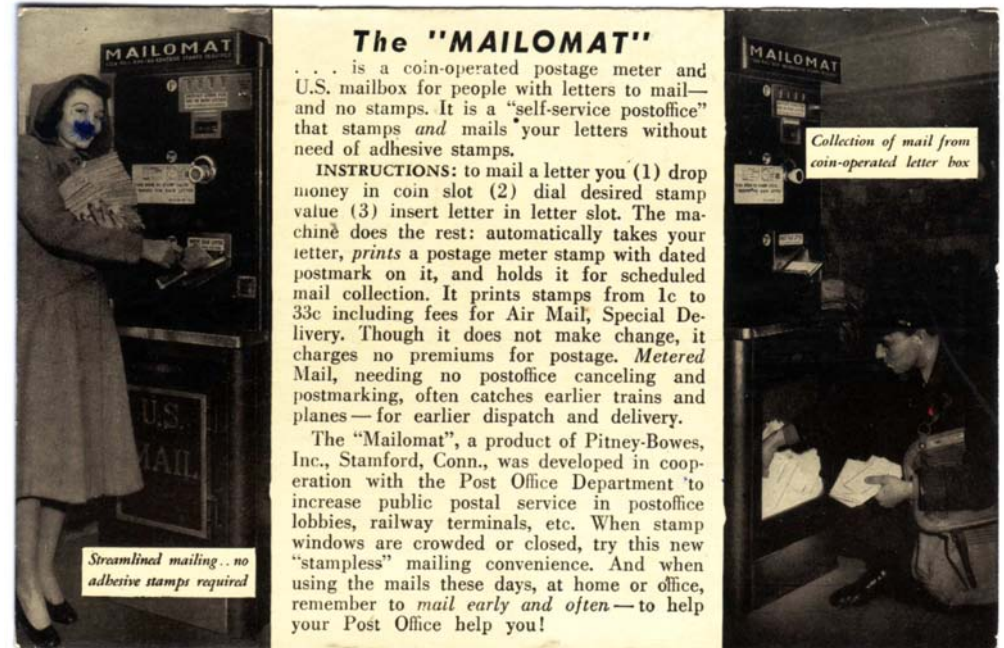 MAILOMAT
The "MAILOMAT"
. . . is a coin-operated postage meter and
U.S. mailbox for people with letters to mail—
and no stamps. It is a “self-service postoffice”
that stamps and mails your letters without
need of adhesive stamps.
INSTRUCTIONS: to mail a letter you (1) drop
money in coin slot (2) dial desired stamp
value (3) insert letter in letter slot. The ma-
chine does the rest: automatically takes your
letter, prints a postage meter stamp with dated
postmark on it, and holds it for scheduled
mail collection. It prints stamps from 1c to
33c including fees for Air Mail, Special De-
livery. Though it does not make change, it
charges no premiums for postage. Metered
Mail, needing no postoffice canceling and
postmarking, often catches earlier trains and
planes — for earlier dispatch and delivery.
The “Mailomat”, a product of Pitney-Bowes,
Inc., Stamford, Conn., was developed in coop-
eration with the Post Office Department to
increase public postal service in postoffice
lobbies, railway terminals, etc. When stamp
windows are crowded or closed, try this new
“stampless” mailing convenience. And when
using the mails these days, at home or office,
remember to mail early and often — to help
your Post Office help you!
U.S.
MAIL
Streamlined mailing . . no
adhesive stamps required
MAILOMAT
Collection of mail from
coin-operated letter box